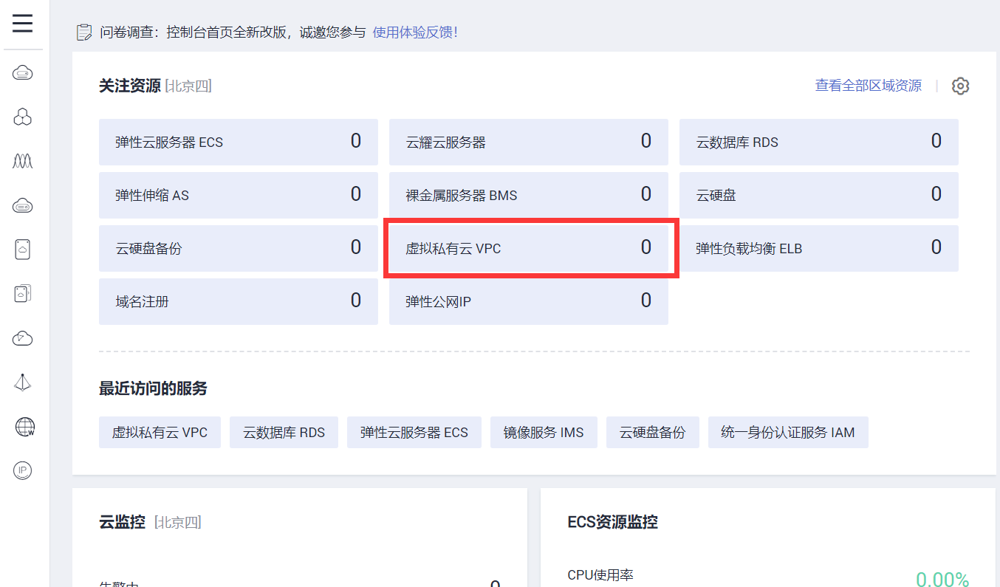 问卷调查：控制台首页全新改版，诚邀您参与 使用体验反馈！
关注资源 [北京四] 查看全部区域资源
弹性云服务器 ECS 0 云耀云服务器 0 云数据库 RDS 0
弹性伸缩 AS 0 裸金属服务器 BMS 0 云硬盘 0
云硬盘备份 0 虚拟私有云 VPC 0 弹性负载均衡 ELB 0
域名注册 0 弹性公网IP 0
最近访问的服务
虚拟私有云 VPC 云数据库 RDS 弹性云服务器 ECS 镜像服务 IMS 云硬盘备份 统一身份认证服务 IAM
云监控 [北京四] ECS资源监控
告警中 0 CPU使用率 0.00%
W
IP